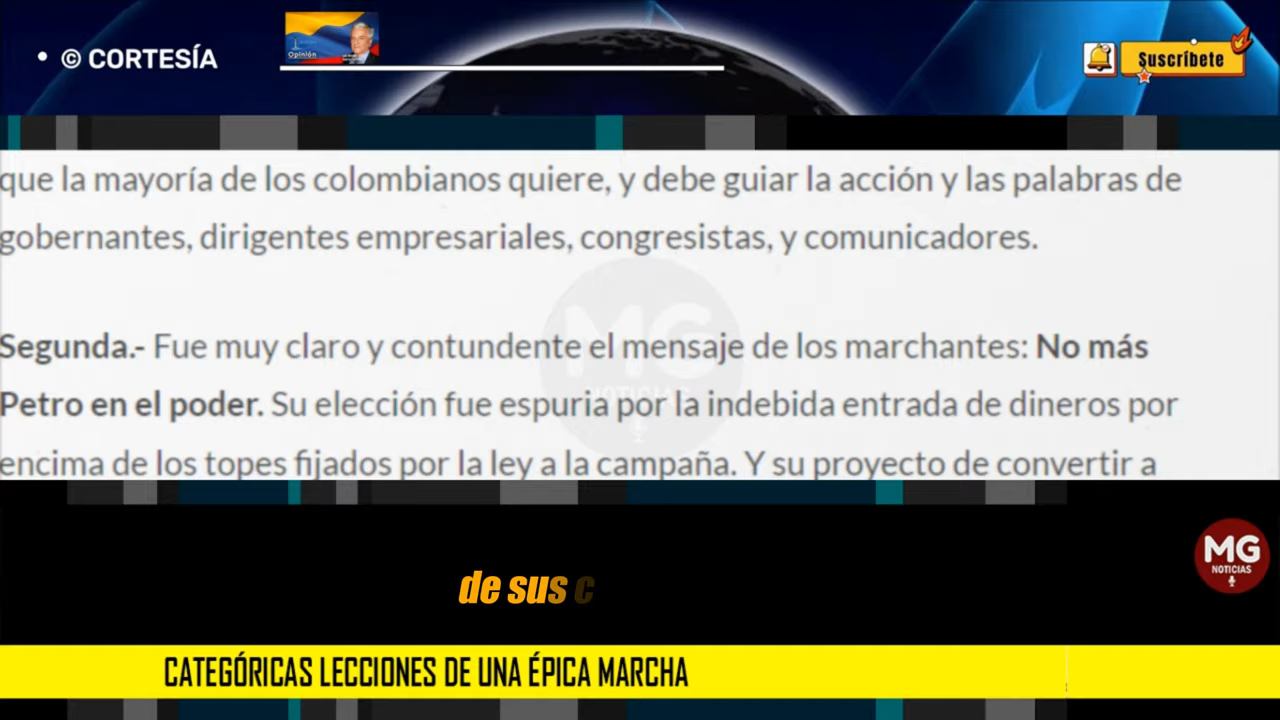 • © CORTESÍA
Opinión
Suscríbete
que la mayoría de los colombianos quiere, y debe guiar la acción y las palabras de
gobernantes, dirigentes empresariales, congresistas, y comunicadores.
Segunda.- Fue muy claro y contundente el mensaje de los marchantes: No más
Petro en el poder. Su elección fue espuria por la indebida entrada de dineros por
encima de los topes fijados por la ley a la campaña. Y su proyecto de convertir a
MG
NOTICIAS
MG
NOTICIAS
de sus c
CATEGÓRICAS LECCIONES DE UNA ÉPICA MARCHA